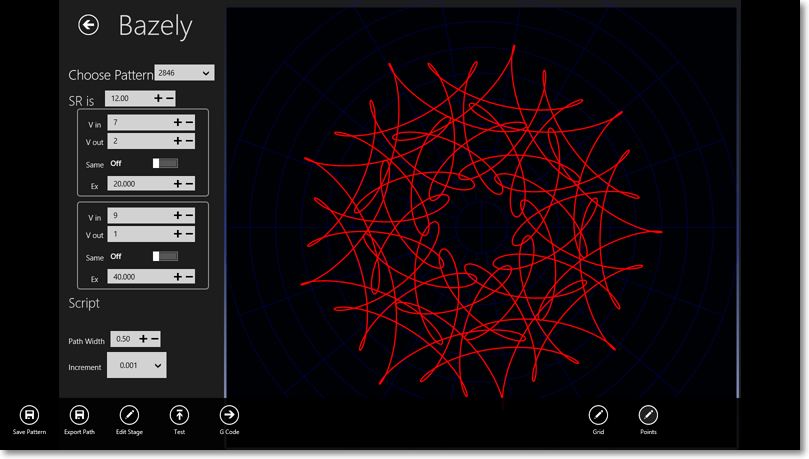 Bazely
Choose Pattern 2846
SR is 12.00
V in 7
V out 2
Same Off
Ex 20.000
V in 9
V out 1
Same Off
Ex 40.000
Script
Path Width 0.50
Increment 0.001
Save Pattern Export Path Edit Stage Test G Code Grid Points